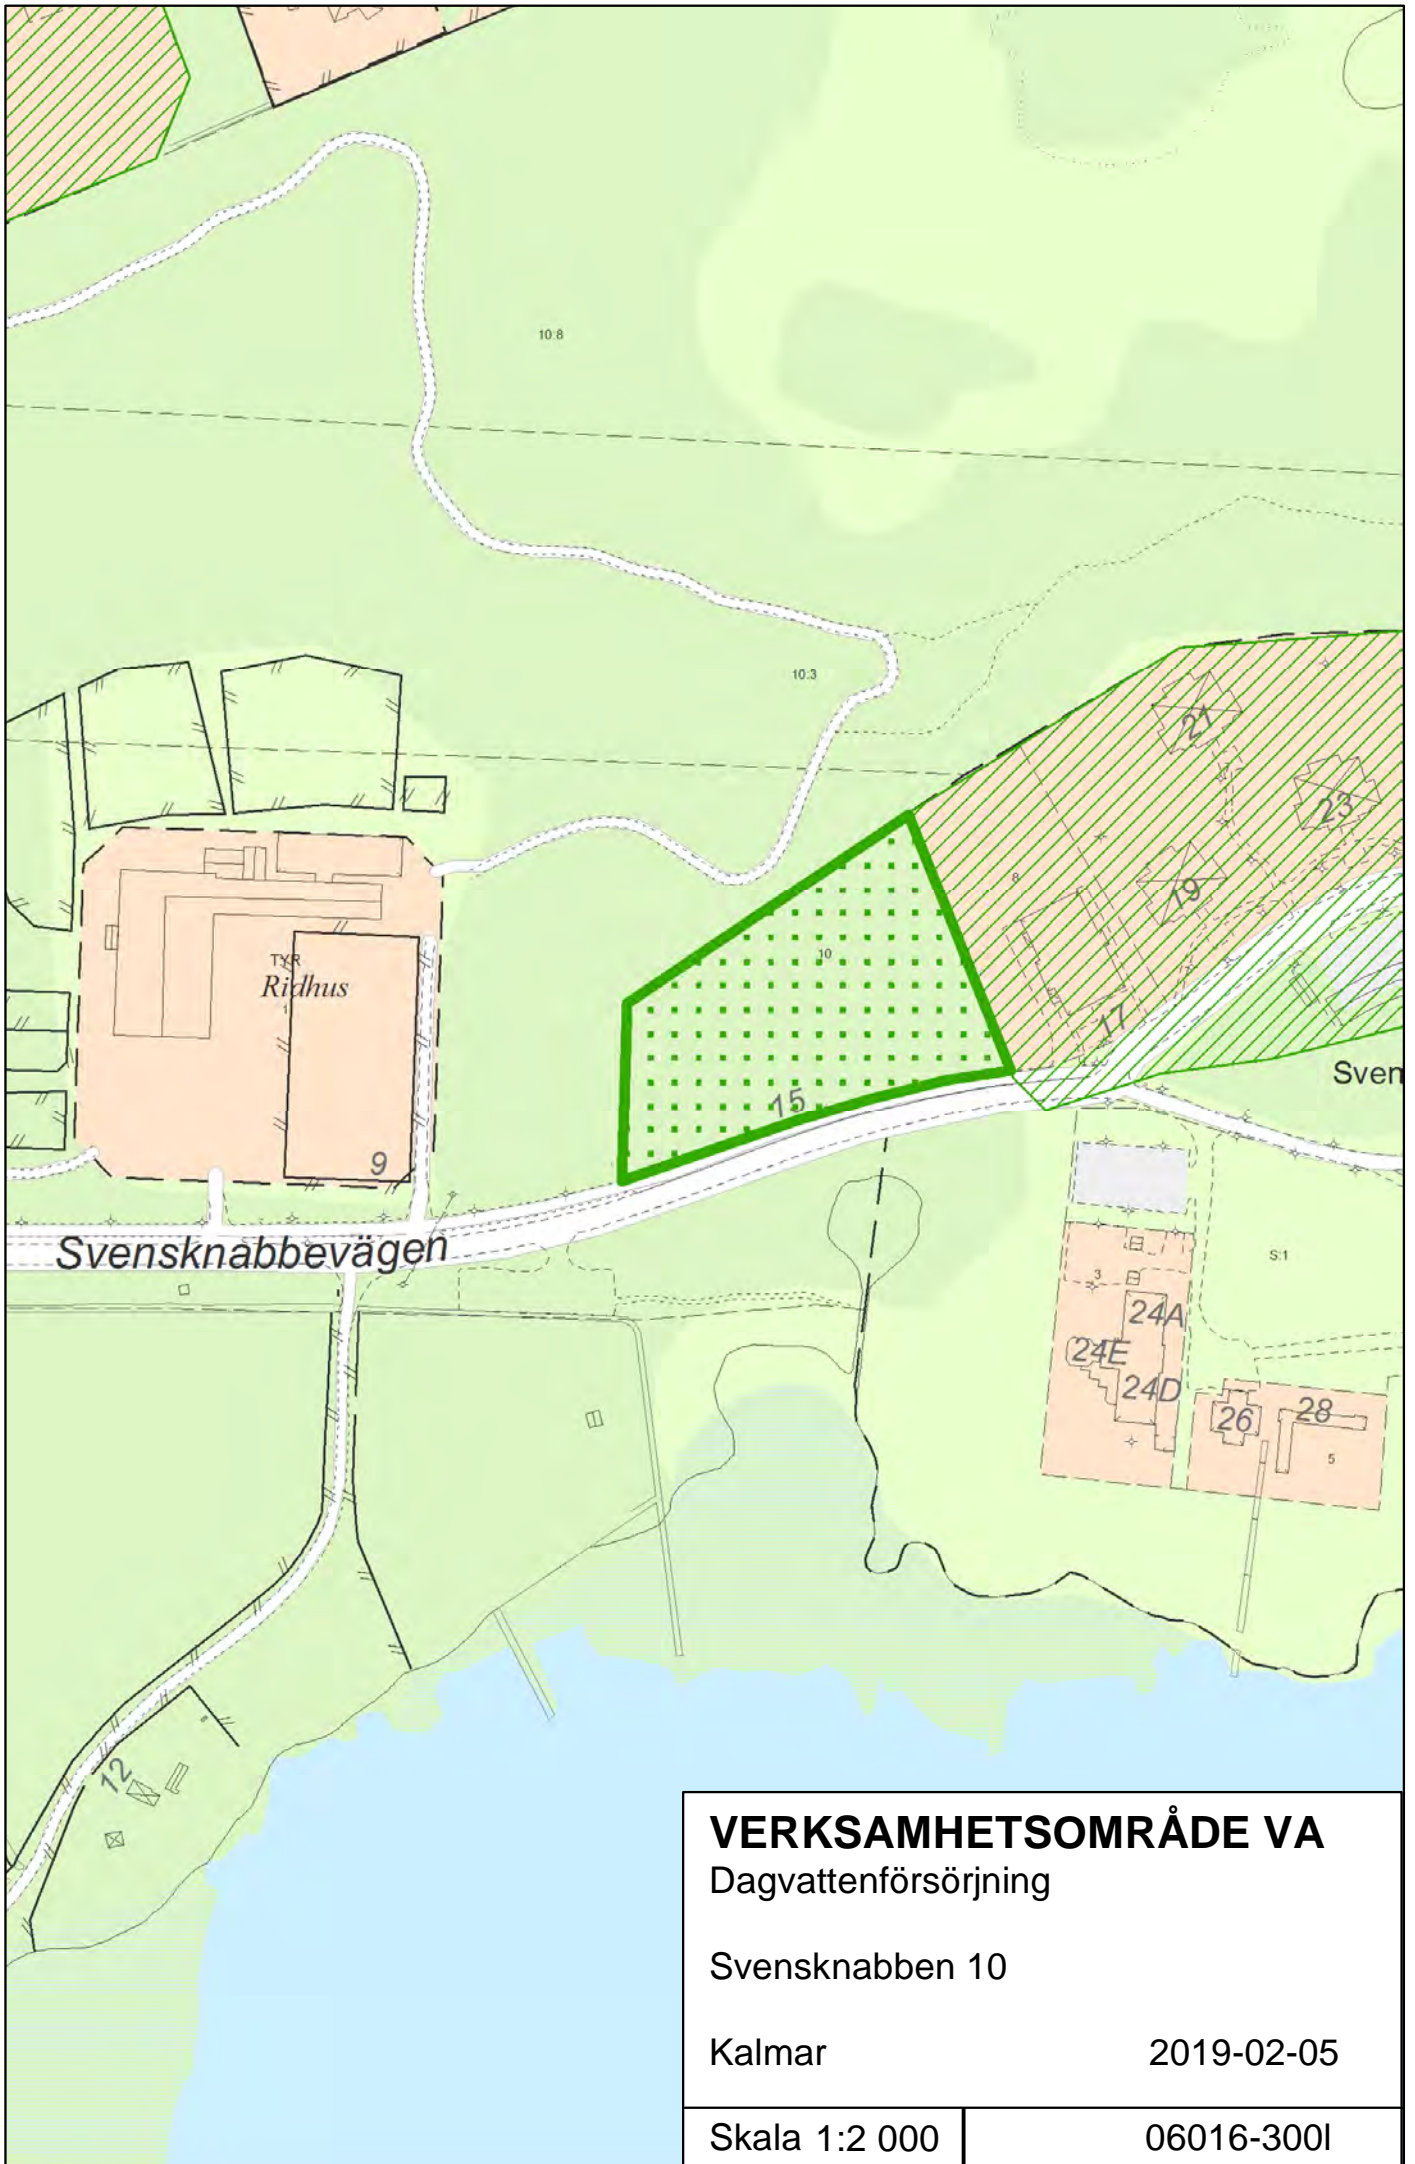 10:8
10:3
21
23
8
19
10
TYR
Ridhus
17
Sven
15
9
Svensknabbevägen
S:1
3
24A
24E
24D
26
28
5
12
VERKSAMHETSOMRÅDE VA
Dagvattenförsörjning
Svensknabben 10
Kalmar 2019-02-05
Skala 1:2 000 06016-300l